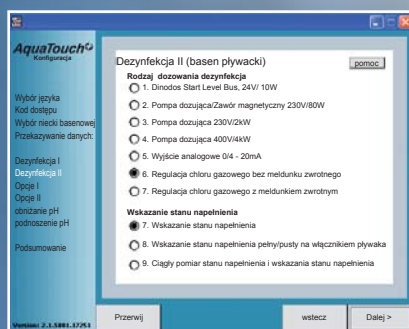 AquaTouch
Konfiguracja
Wybór języka
Kod dostępu
Wybór niecki basenowej
Przekazywanie danych:
Dezynfekcja I
Dezynfekcja II
Opcje I
Opcje II
obniżanie pH
podnoszenie pH
Podsumowanie
Version: 2.1.5881.17253
Dezynfekcja II (basen pływacki)
pomoc
Rodzaj dozowania dezynfekcja
1. Dinodos Start Level Bus, 24V/ 10W
2. Pompa dozująca/Zawór magnetyczny 230V/80W
3. Pompa dozująca 230V/2kW
4. Pompa dozująca 400V/4kW
5. Wyjście analogowe 0/4 - 20mA
6. Regulacja chloru gazowego bez meldunku zwrotnego
7. Regulacja chloru gazowego z meldunkiem zwrotnym
Wskazanie stanu napełnienia
7. Wskazanie stanu napełnienia
8. Wskazanie stanu napełnienia pełny/pusty na włącznikiem pływaka
9. Ciągły pomiar stanu napełnienia i wskazania stanu napełnienia
Przerwij
wstecz
Dalej >